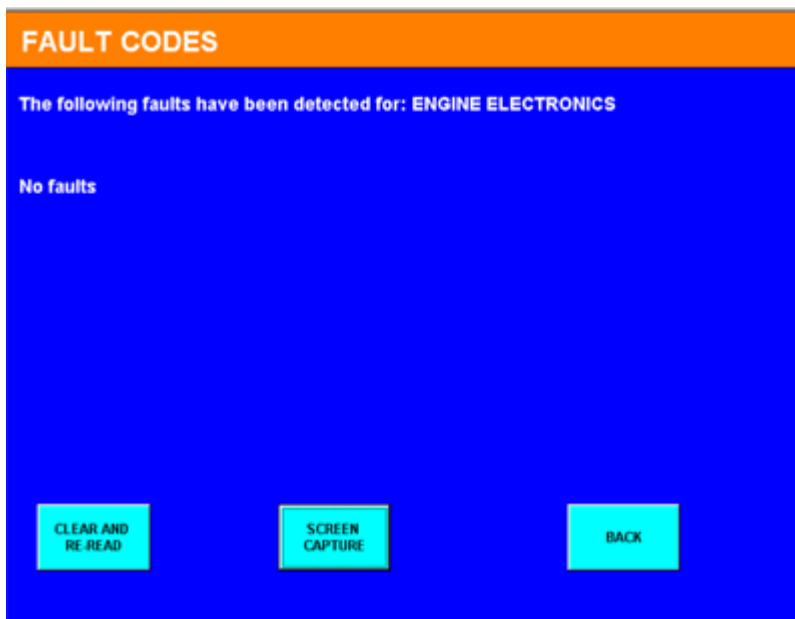 FAULT CODES
The following faults have been detected for: ENGINE ELECTRONICS
No faults
CLEAR AND
RE-READ
SCREEN
CAPTURE
BACK